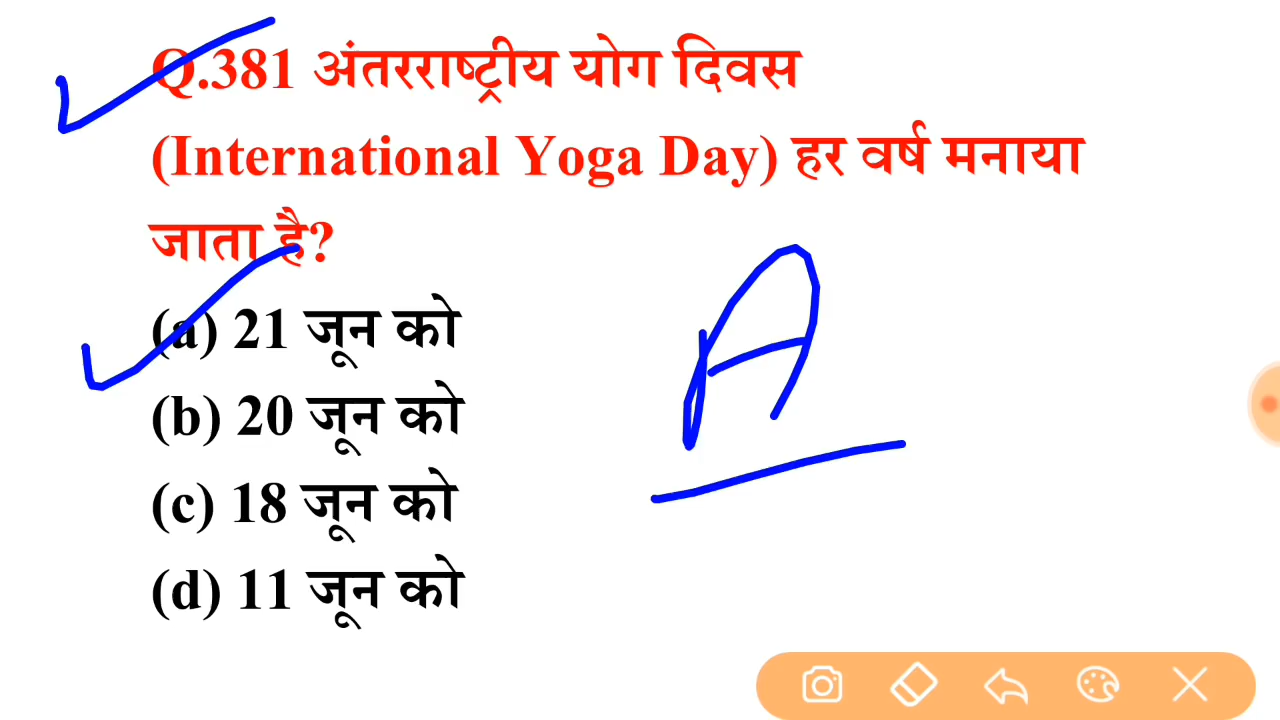 Q.381 अंतरराष्ट्रीय योग दिवस
(International Yoga Day) हर वर्ष मनाया
जाता है?
(a) 21 जून को
A
(b) 20 जून को
(c) 18 जून को
(d) 11 जून को